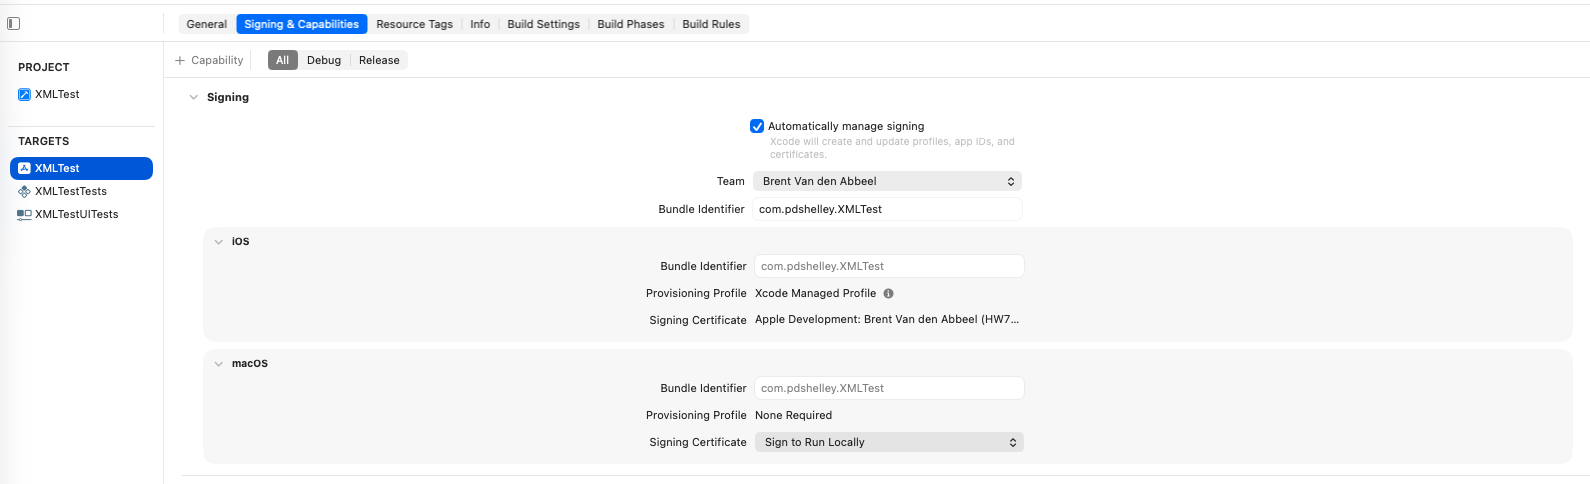 General Signing & Capabilities Resource Tags Info Build Settings Build Phases Build Rules
+ Capability All Debug Release
PROJECT
XMLTest
TARGETS
XMLTest
XMLTestTests
XMLTestUITests
Signing
Automatically manage signing
Xcode will create and update profiles, app IDs, and
certificates.
Team Brent Van den Abbeel
Bundle Identifier com.pdshelley.XMLTest
iOS
Bundle Identifier com.pdshelley.XMLTest
Provisioning Profile Xcode Managed Profile
Signing Certificate Apple Development: Brent Van den Abbeel (HW7...
macOS
Bundle Identifier com.pdshelley.XMLTest
Provisioning Profile None Required
Signing Certificate Sign to Run Locally